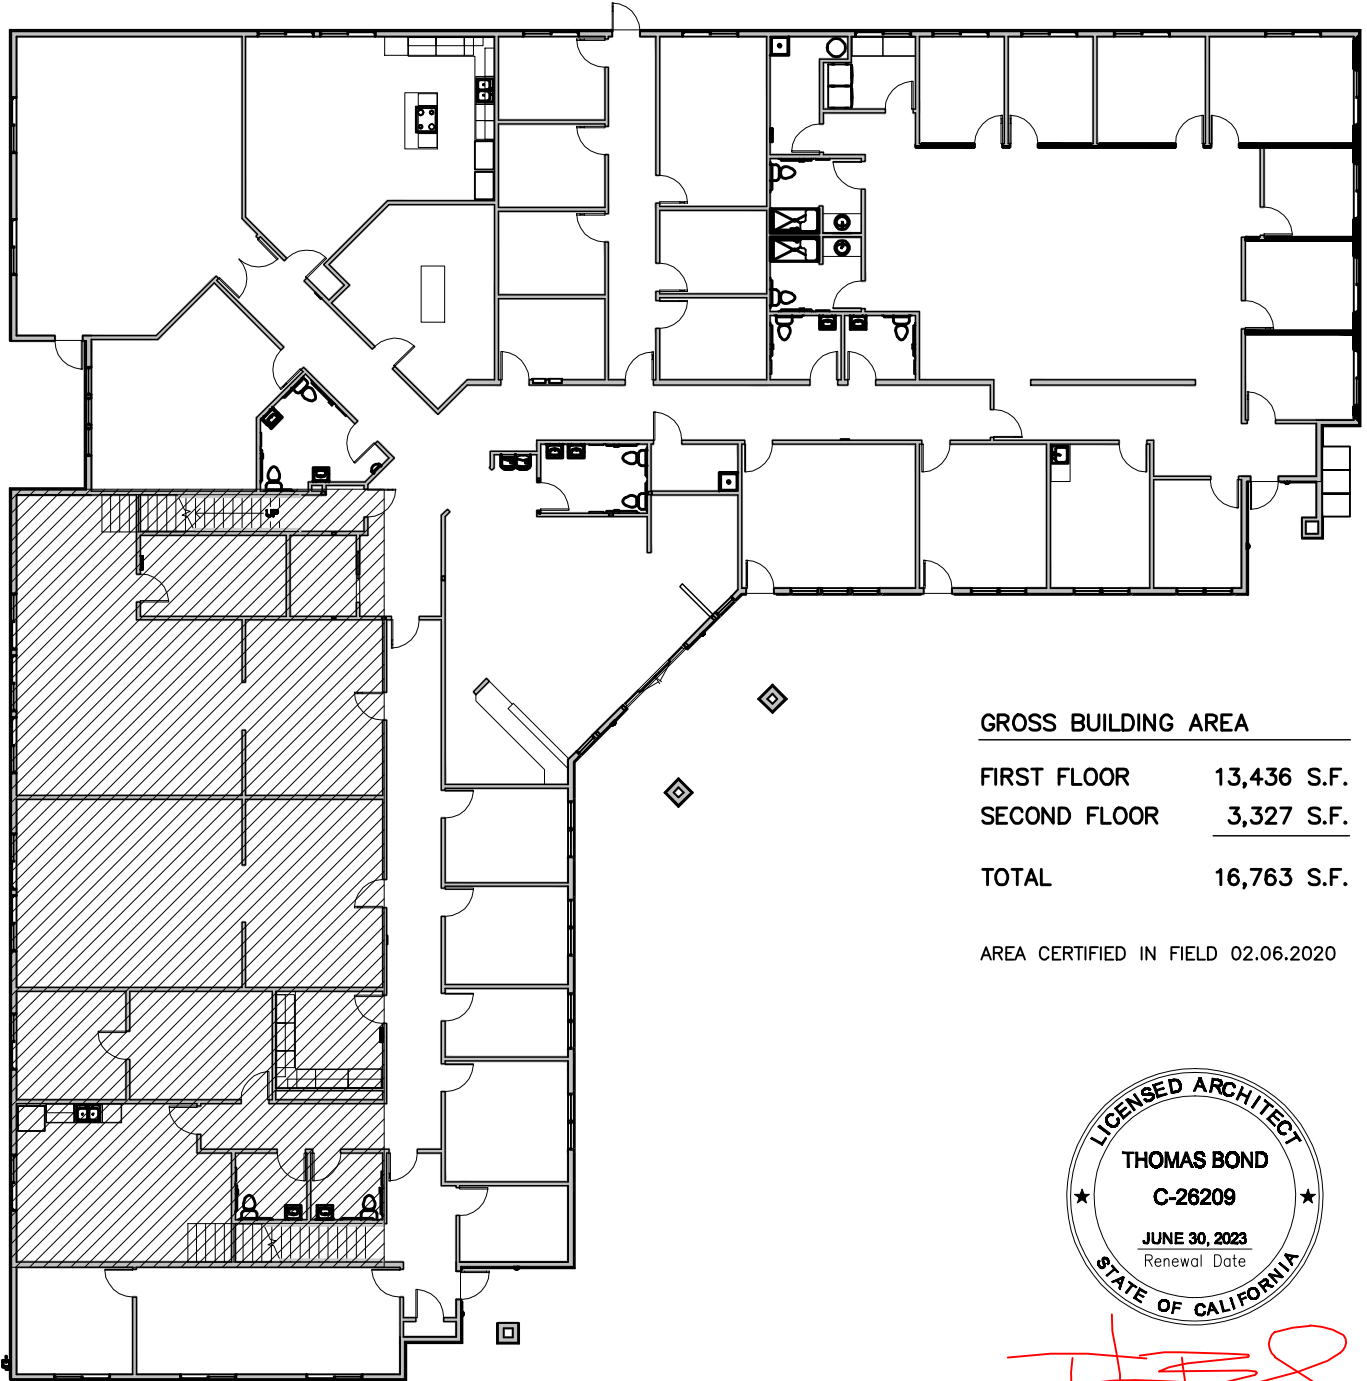 UP
GROSS BUILDING AREA
FIRST FLOOR 13,436 S.F.
SECOND FLOOR 3,327 S.F.
TOTAL 16,763 S.F.
AREA CERTIFIED IN FIELD 02.06.2020
LICENSED ARCHITECT
THOMAS BOND
C-26209
JUNE 30, 2023
Renewal Date
STATE OF CALIFORNIA